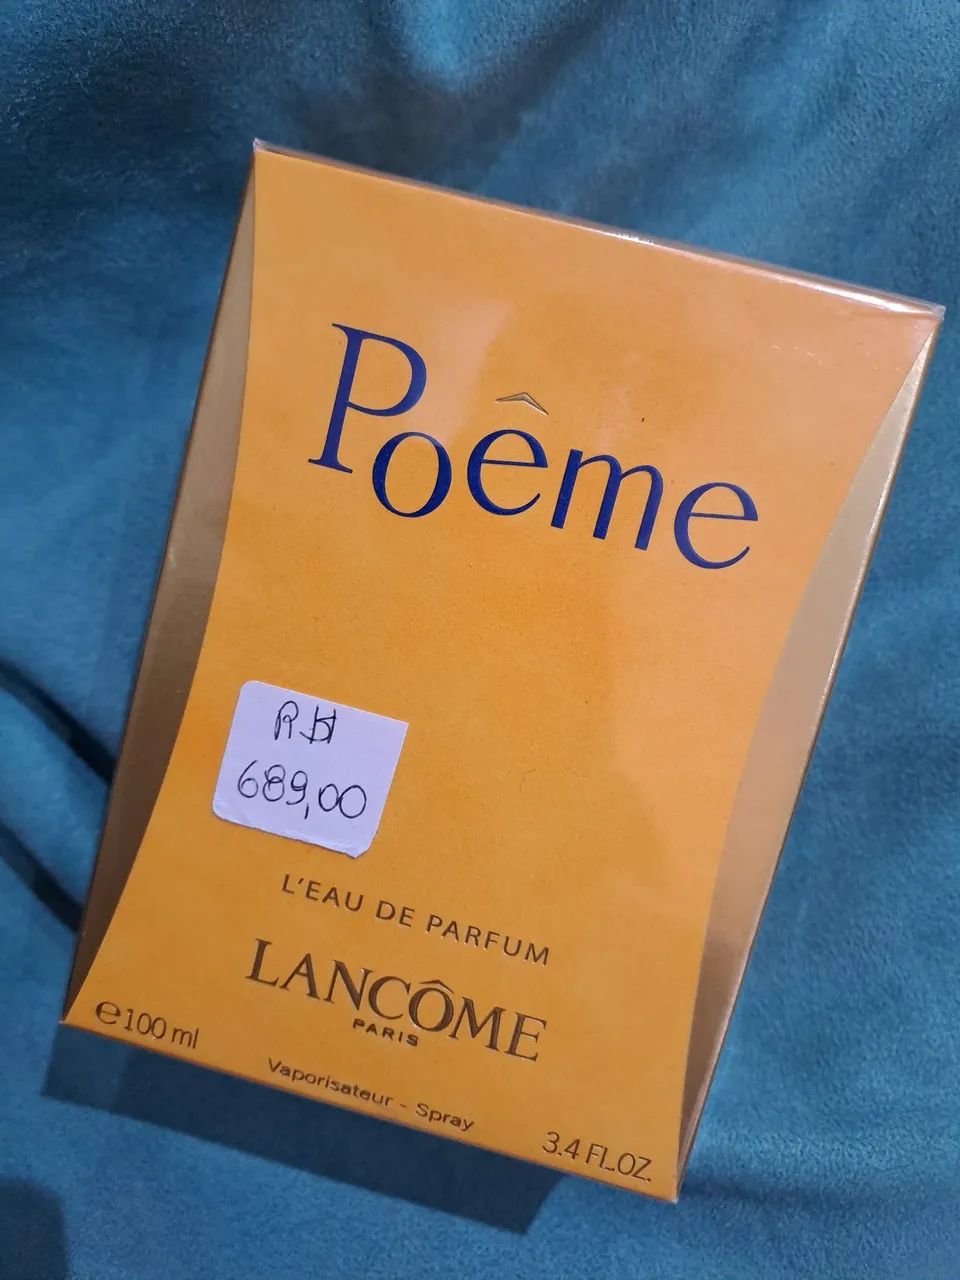 Poême
R$
689,00
L'EAU DE PARFUM
LANCÔME
PARIS
e100 ml
Vaporisateur - Spray
3.4 FL.OZ.